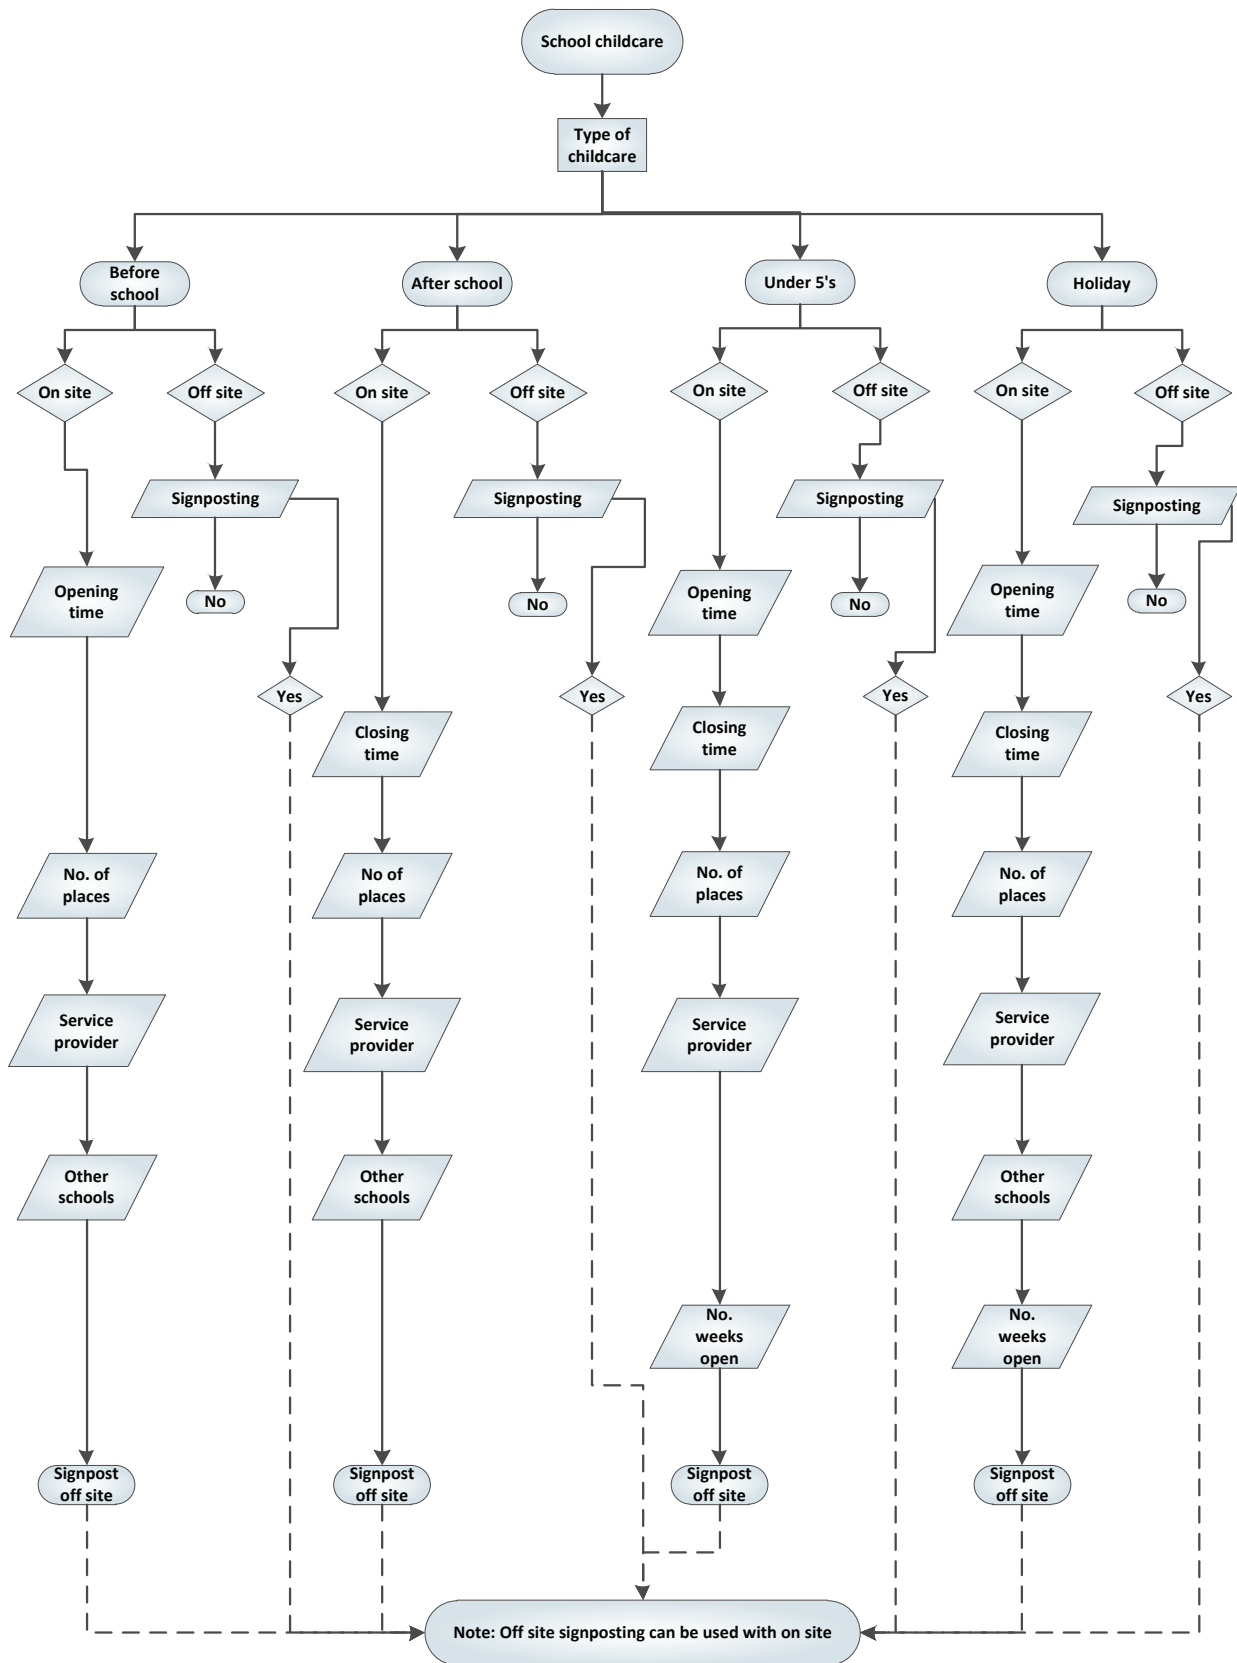 School childcare
Type of
childcare
Before
school
After school
Under 5's
Holiday
On site
Off site
On site
Off site
On site
Off site
On site
Off site
Signposting
Signposting
Signposting
Signposting
Opening
time
No
No
Opening
time
No
Opening
time
No
Yes
Yes
Yes
Yes
Closing
time
Closing
time
Closing
time
No. of
places
No of
places
No. of
places
No. of
places
Service
provider
Service
provider
Service
provider
Service
provider
Other
schools
Other
schools
Other
schools
No.
weeks
open
No.
weeks
open
Signpost
off site
Signpost
off site
Signpost
off site
Signpost
off site
Note: Off site signposting can be used with on site